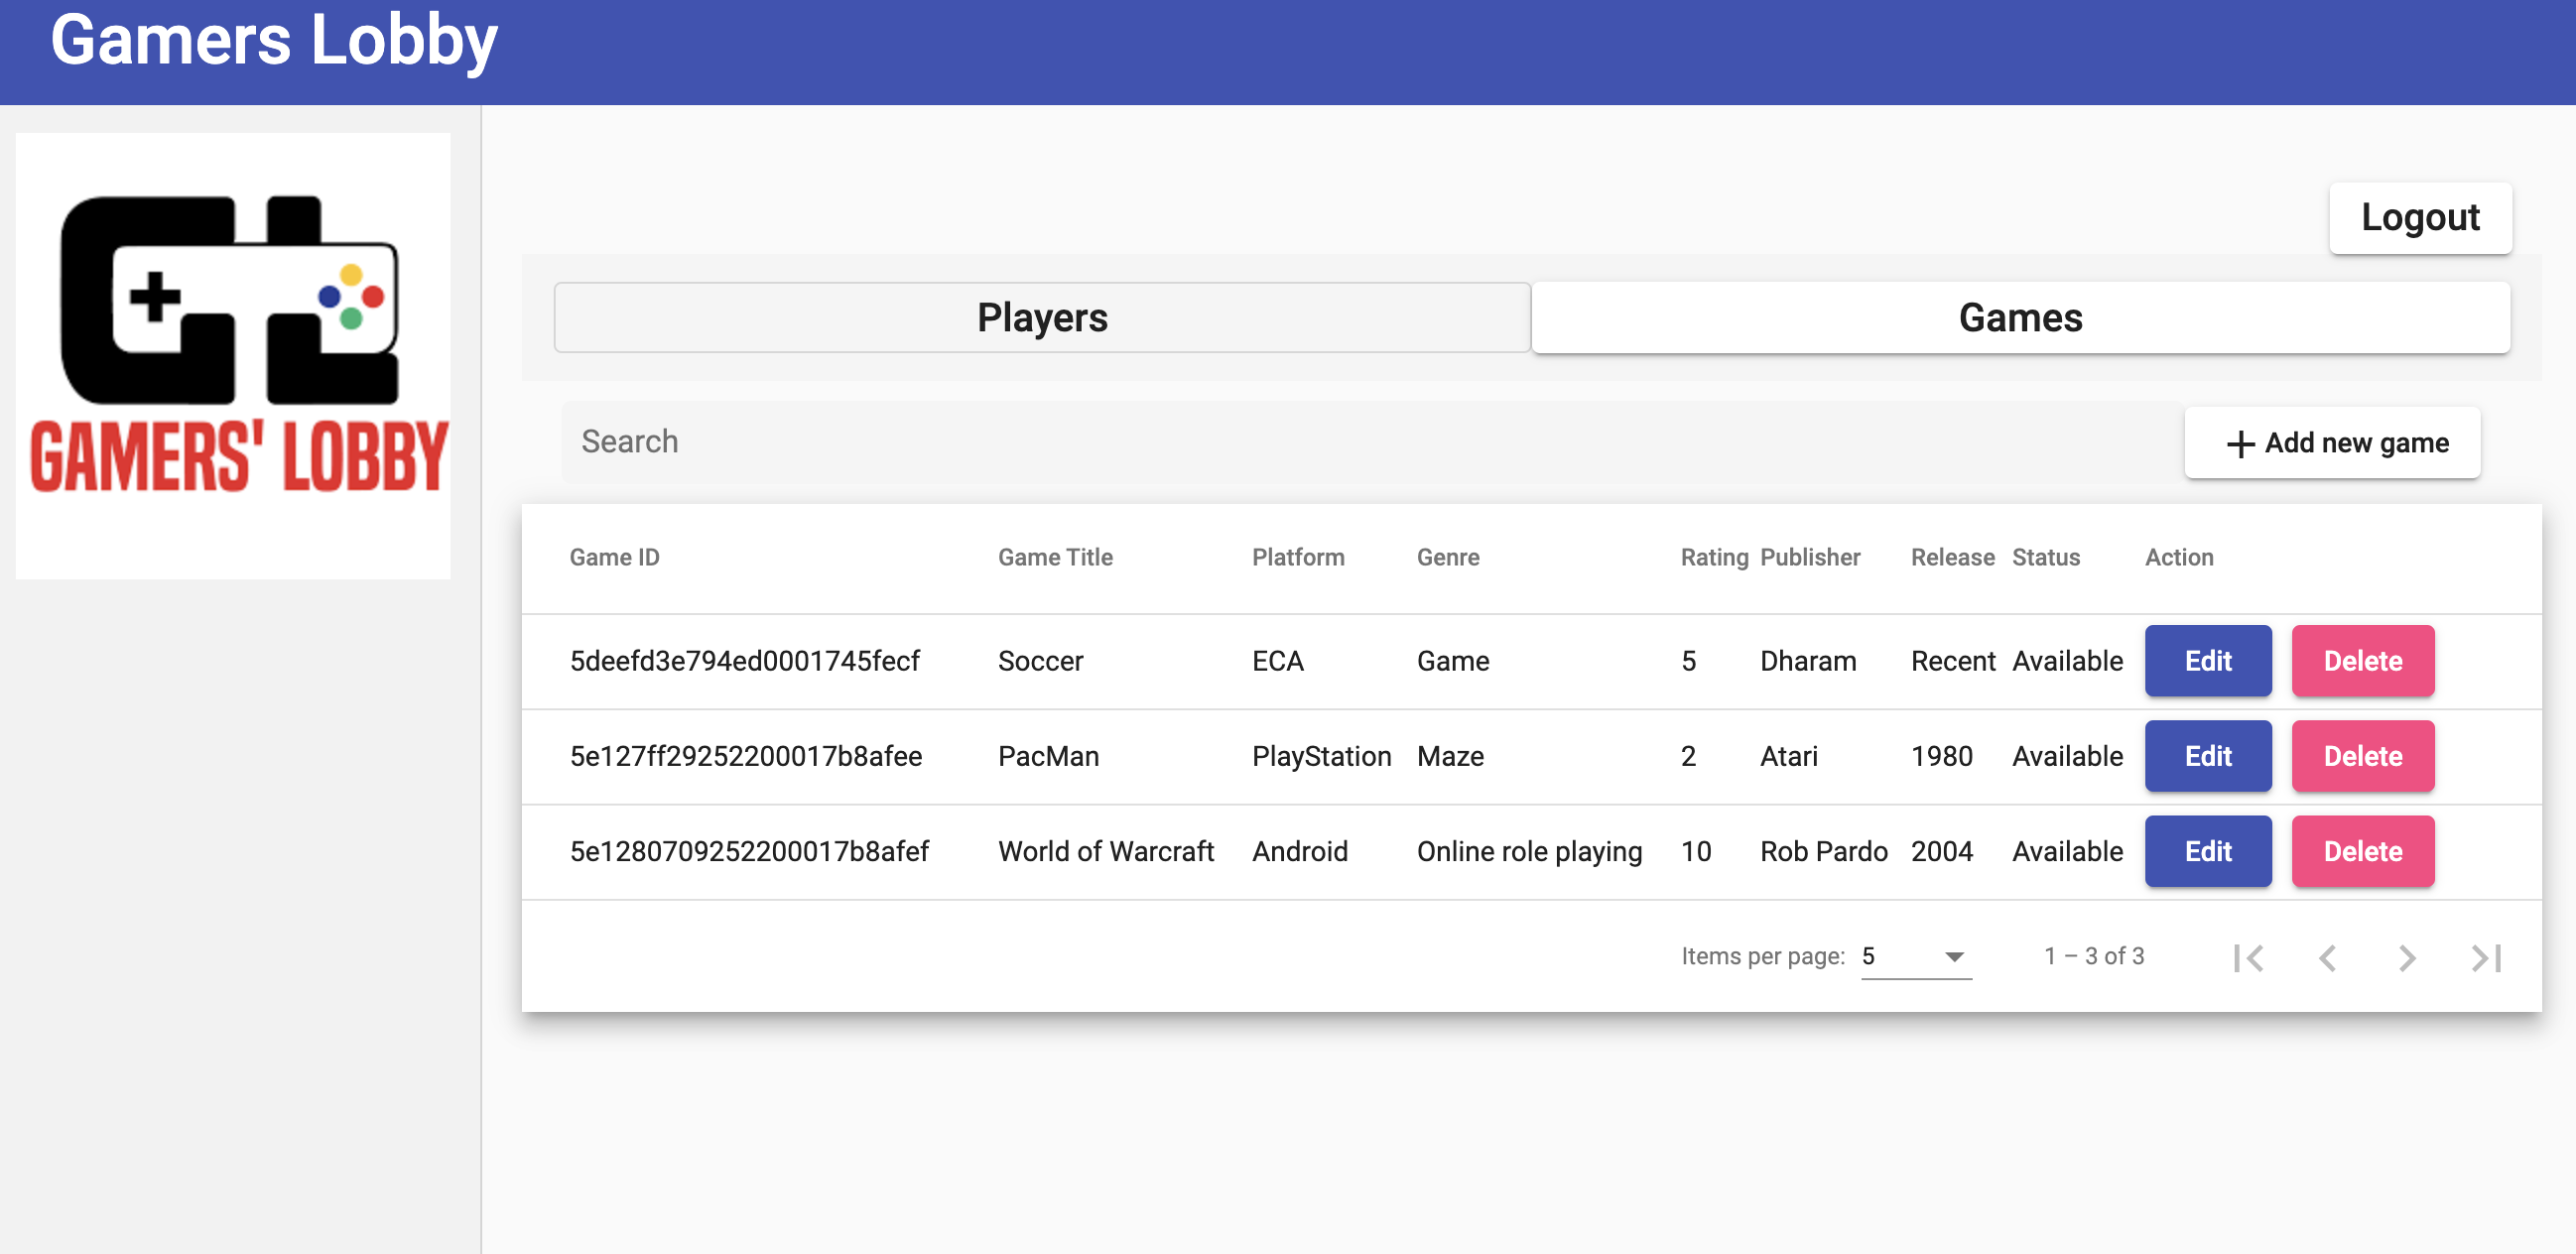 Gamers Lobby
GAMERS' LOBBY
Logout
Players Games
Search + Add new game
Game ID Game Title Platform Genre Rating Publisher Release Status Action
5deefd3e794ed0001745fecf Soccer ECA Game 5 Dharam Recent Available Edit Delete
5e127ff29252200017b8afee PacMan PlayStation Maze 2 Atari 1980 Available Edit Delete
5e1280709252200017b8afef World of Warcraft Android Online role playing 10 Rob Pardo 2004 Available Edit Delete
Items per page: 5 1 – 3 of 3